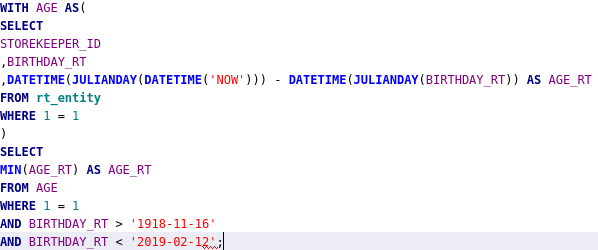 WITH AGE AS(
SELECT
STOREKEEPER_ID
,BIRTHDAY_RT
,DATETIME(JULIANDAY(DATETIME('NOW'))) - DATETIME(JULIANDAY(BIRTHDAY_RT)) AS AGE_RT
FROM rt_entity
WHERE 1 = 1
)
SELECT
MIN(AGE_RT) AS AGE_RT
FROM AGE
WHERE 1 = 1
AND BIRTHDAY_RT > '1918-11-16'
AND BIRTHDAY_RT < '2019-02-12';